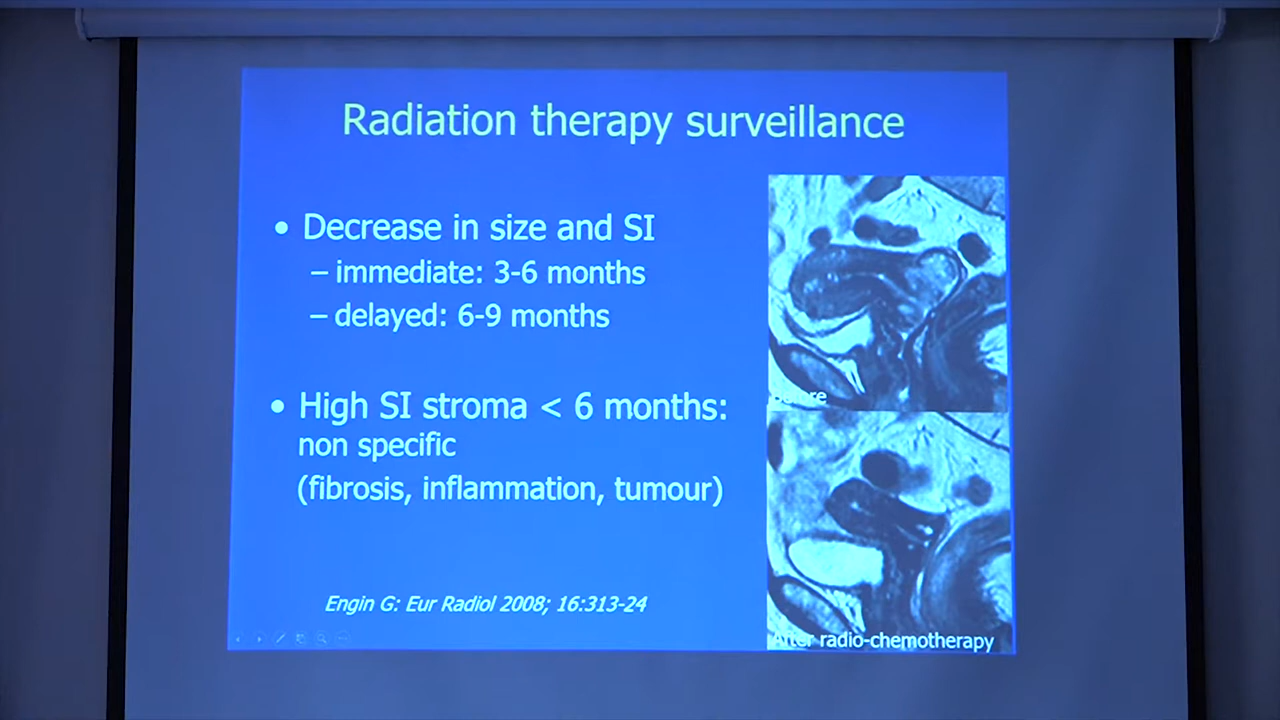 Radiation therapy surveillance
• Decrease in size and SI
– immediate: 3-6 months
– delayed: 6-9 months
• High SI stroma < 6 months:
non specific
(fibrosis, inflammation, tumour)
Engin G: Eur Radiol 2008; 16:313-24
Before
After radio-chemotherapy